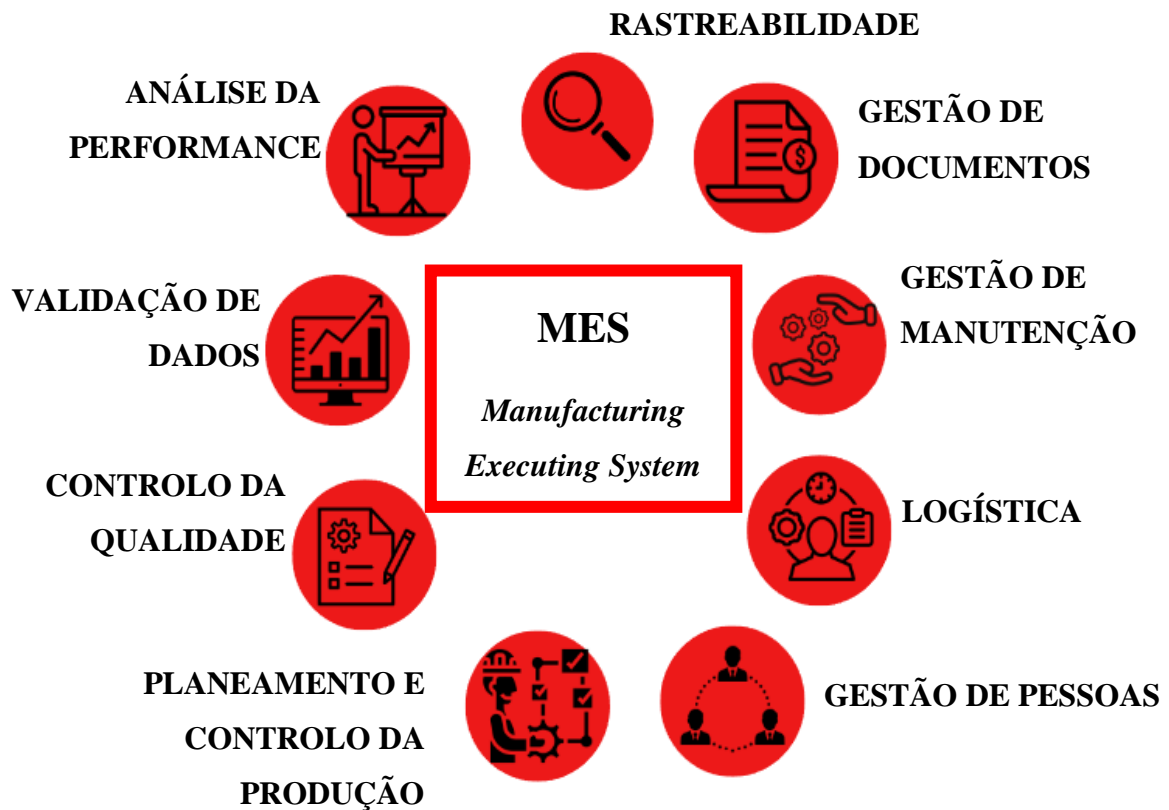 RASTREABILIDADE
ANÁLISE DA
PERFORMANCE
GESTÃO DE
DOCUMENTOS
$
VALIDAÇÃO DE
DADOS
MES
Manufacturing
Executing System
GESTÃO DE
MANUTENÇÃO
CONTROLO DA
QUALIDADE
LOGÍSTICA
PLANEAMENTO E
CONTROLO DA
PRODUÇÃO
GESTÃO DE PESSOAS